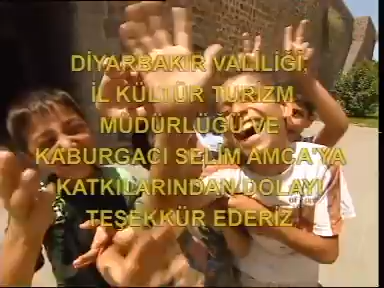 DİYARBAKIR VALİLİĞİ,
İL KÜLTÜR TURİZM
MÜDÜRLÜĞÜ VE
KABURGACI SELİM AMCA'YA
KATKILARINDAN DOLAYI
TEŞEKKÜR EDERİZ